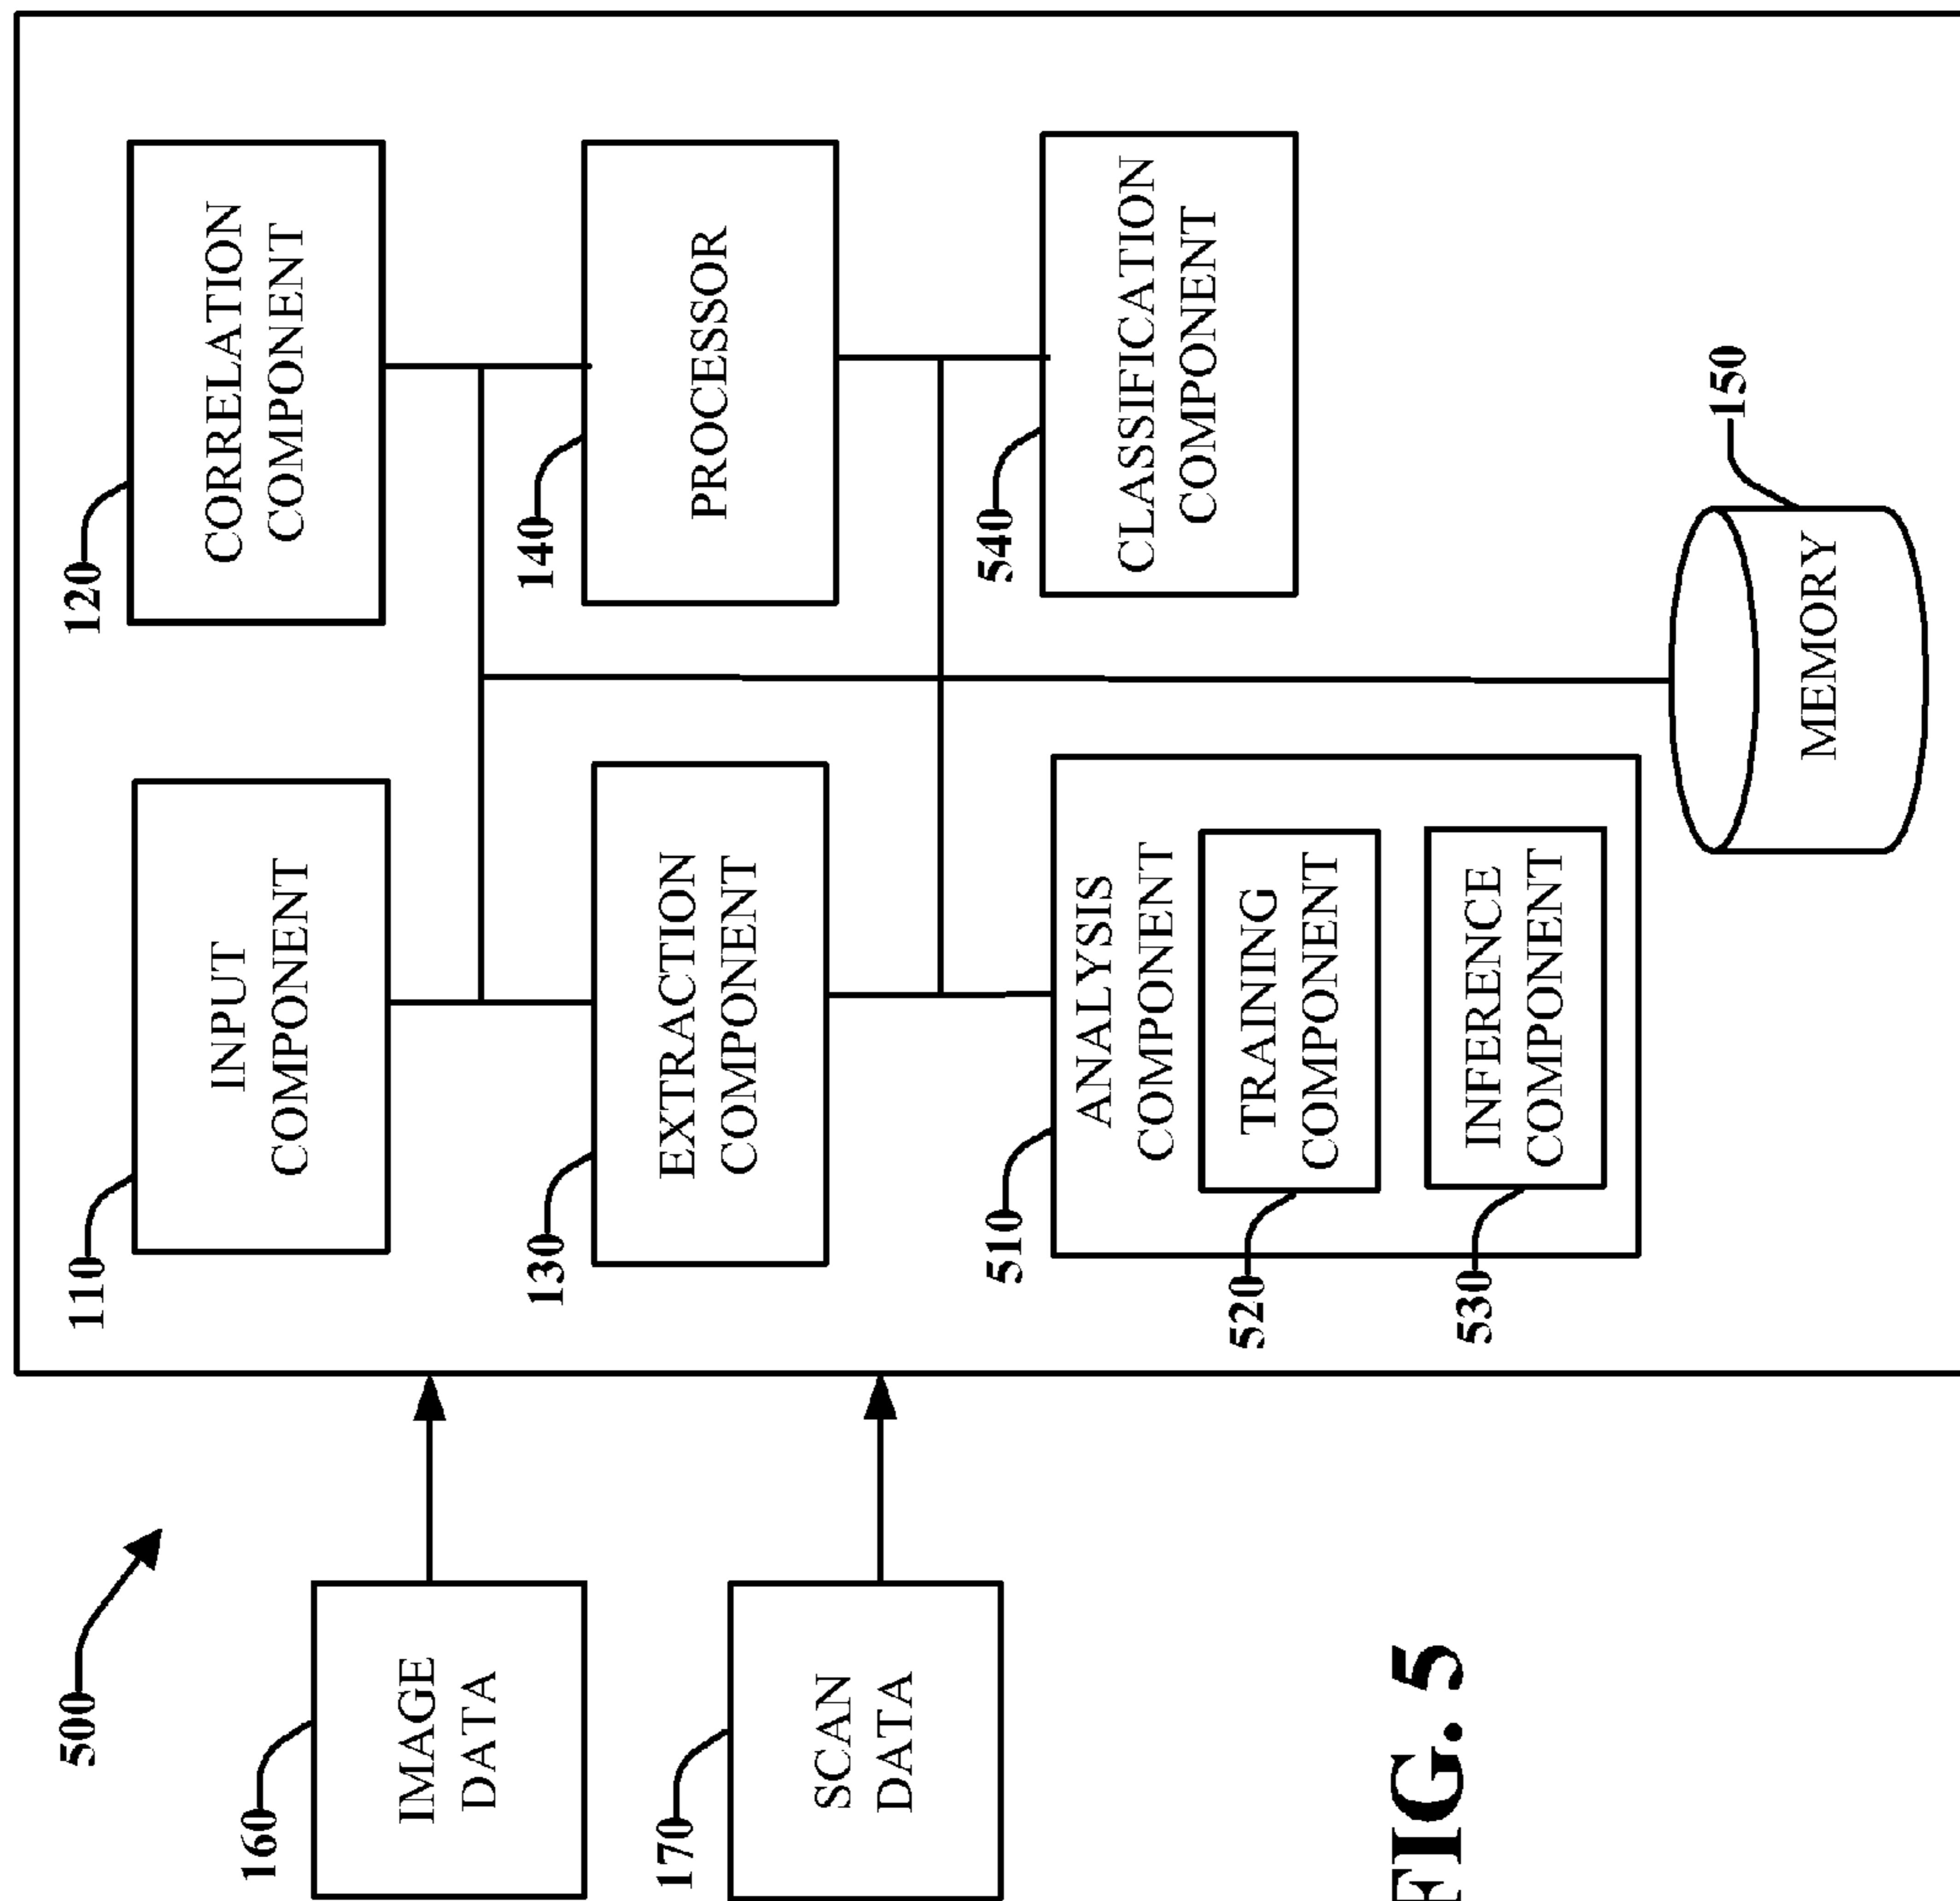 500
160
IMAGE
DATA
170
SCAN
DATA
110
INPUT
COMPONENT
120
CORRELATION
COMPONENT
130
EXTRACTION
COMPONENT
140
PROCESSOR
510
ANALYSIS
COMPONENT
520
TRAINING
COMPONENT
530
INFERENCE
COMPONENT
540
CLASSIFICATION
COMPONENT
150
MEMORY
FIG. 5